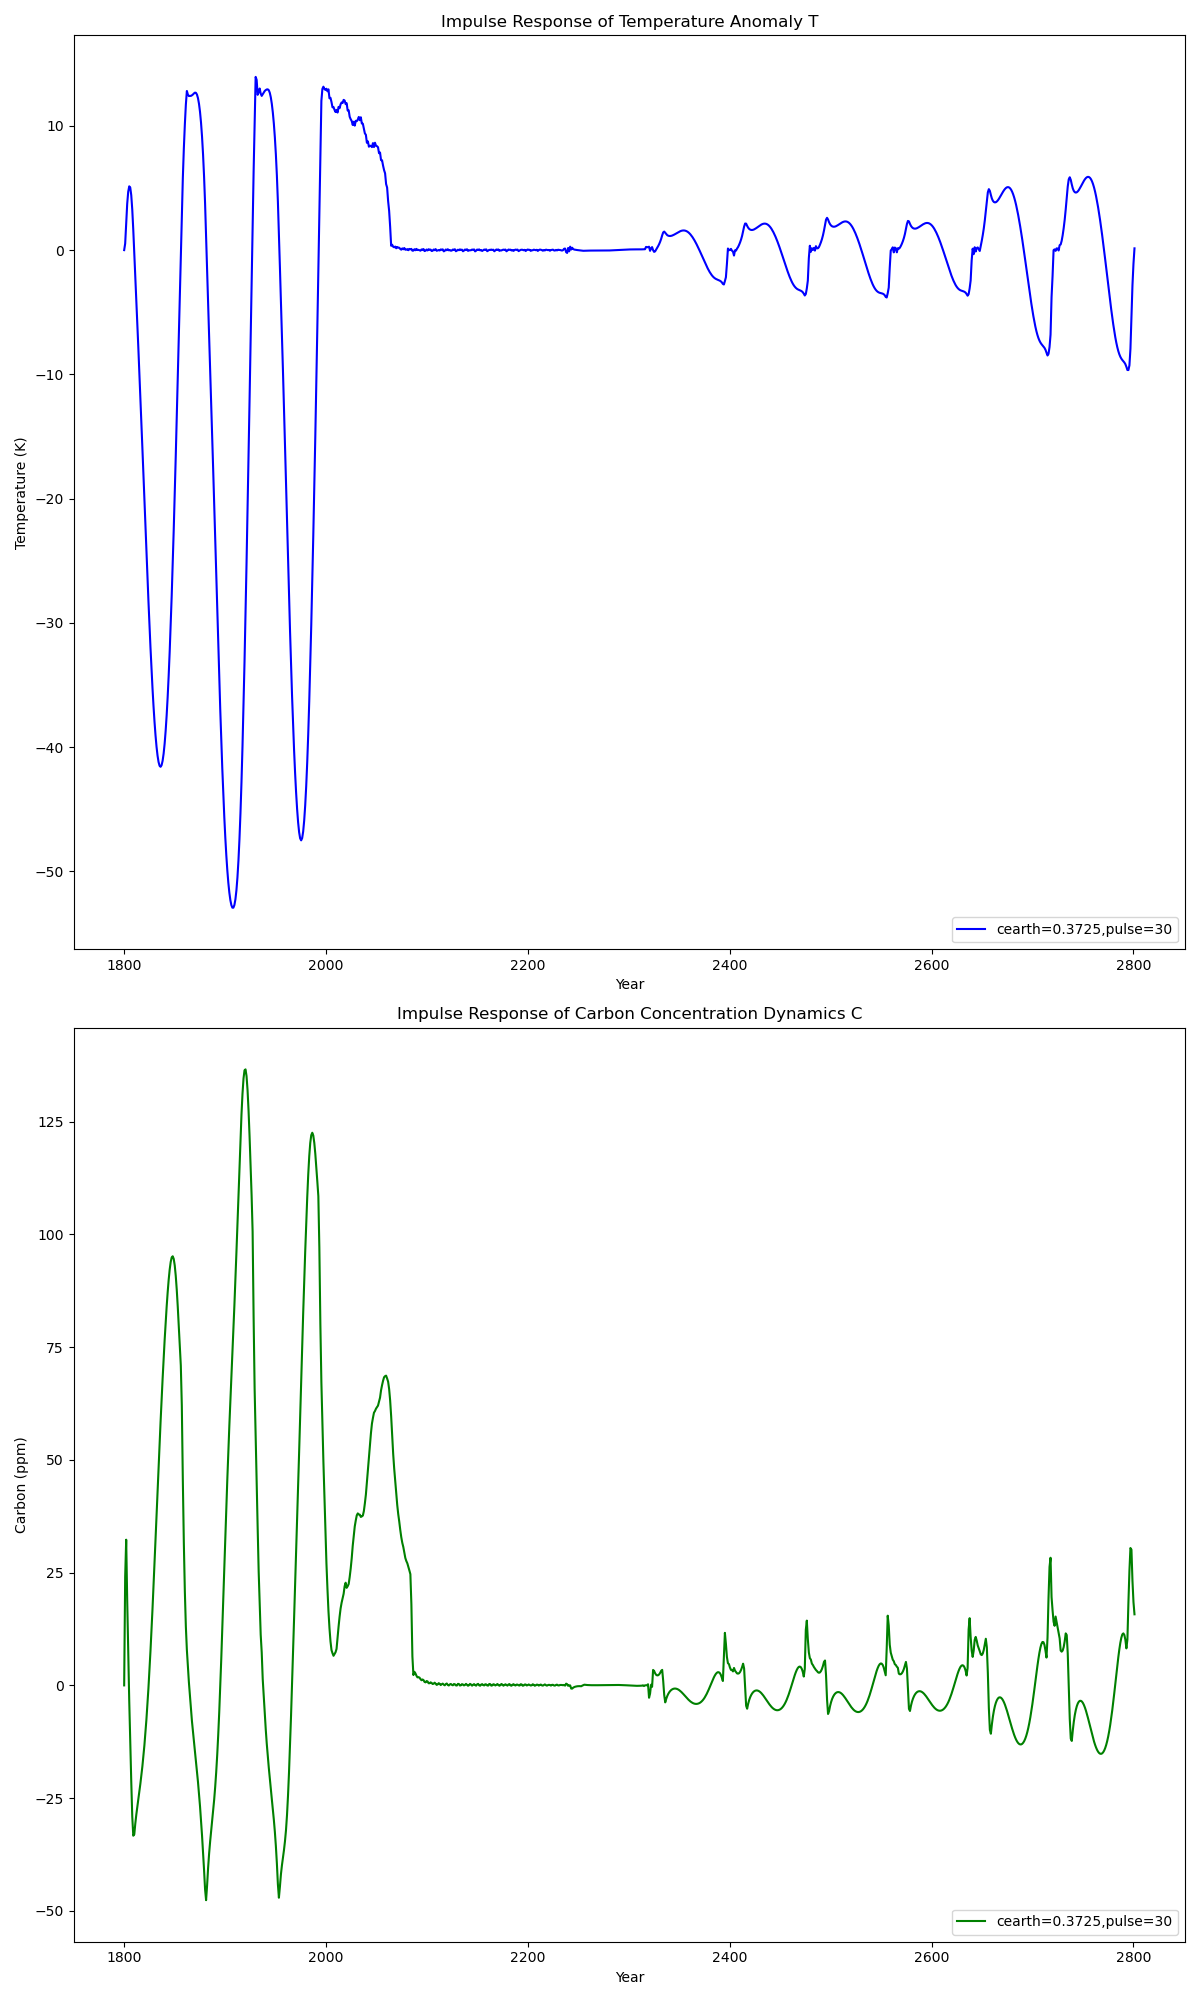 Impulse Response of Temperature Anomaly T
Temperature (K)
10
0
−10
−20
−30
−40
−50
cearth=0.3725,pulse=30
1800 2000 2200 2400 2600 2800
Year
Impulse Response of Carbon Concentration Dynamics C
Carbon (ppm)
125
100
75
50
25
0
−25
−50
cearth=0.3725,pulse=30
1800 2000 2200 2400 2600 2800
Year